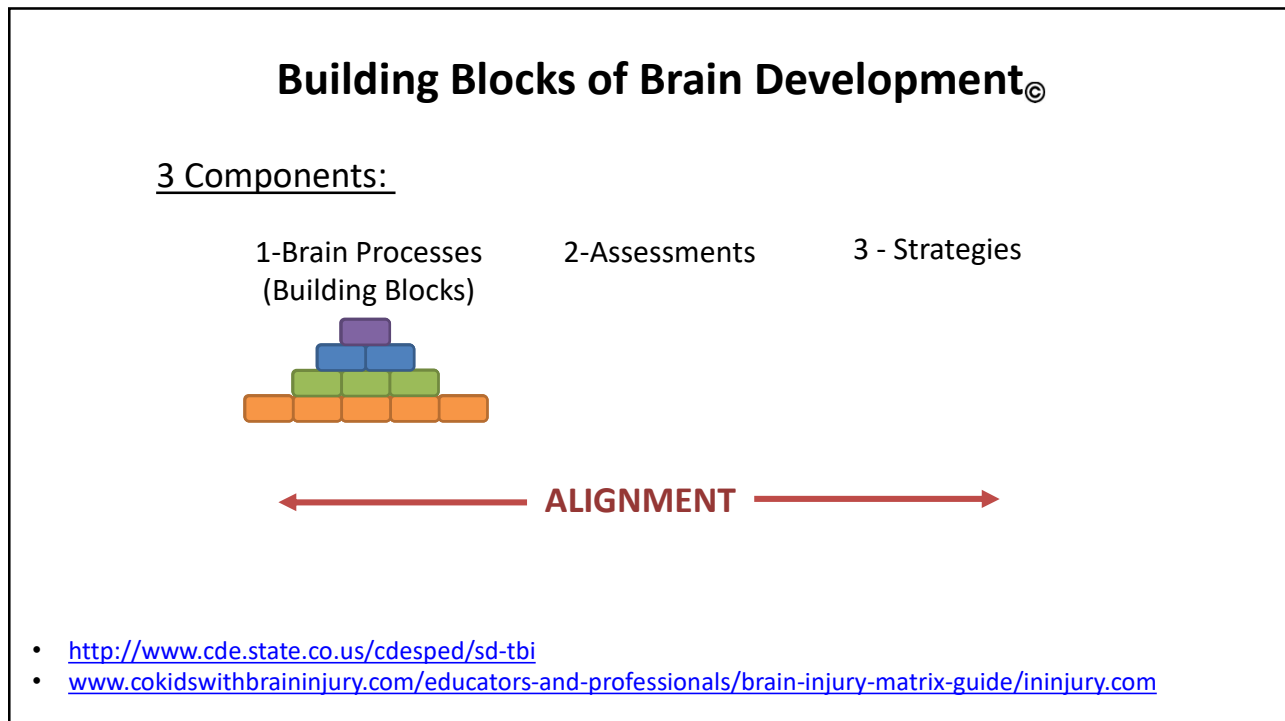 Building Blocks of Brain Development©
3 Components:
1-Brain Processes
(Building Blocks)
2-Assessments
3 - Strategies
ALIGNMENT
• http://www.cde.state.co.us/cdesped/sd-tbi
• www.cokidswithbraininjury.com/educators-and-professionals/brain-injury-matrix-guide/ininjury.com